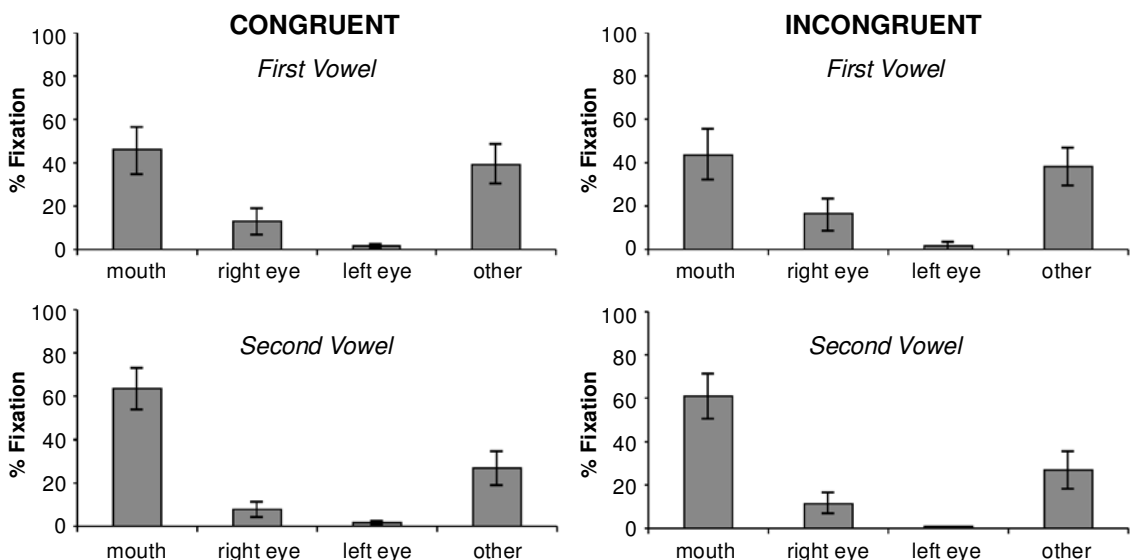 CONGRUENT
First Vowel
% Fixation
100
80
60
40
20
0
mouth right eye left eye other
INCONGRUENT
First Vowel
% Fixation
100
80
60
40
20
0
mouth right eye left eye other
Second Vowel
% Fixation
100
80
60
40
20
0
mouth right eye left eye other
Second Vowel
% Fixation
100
80
60
40
20
0
mouth right eye left eye other